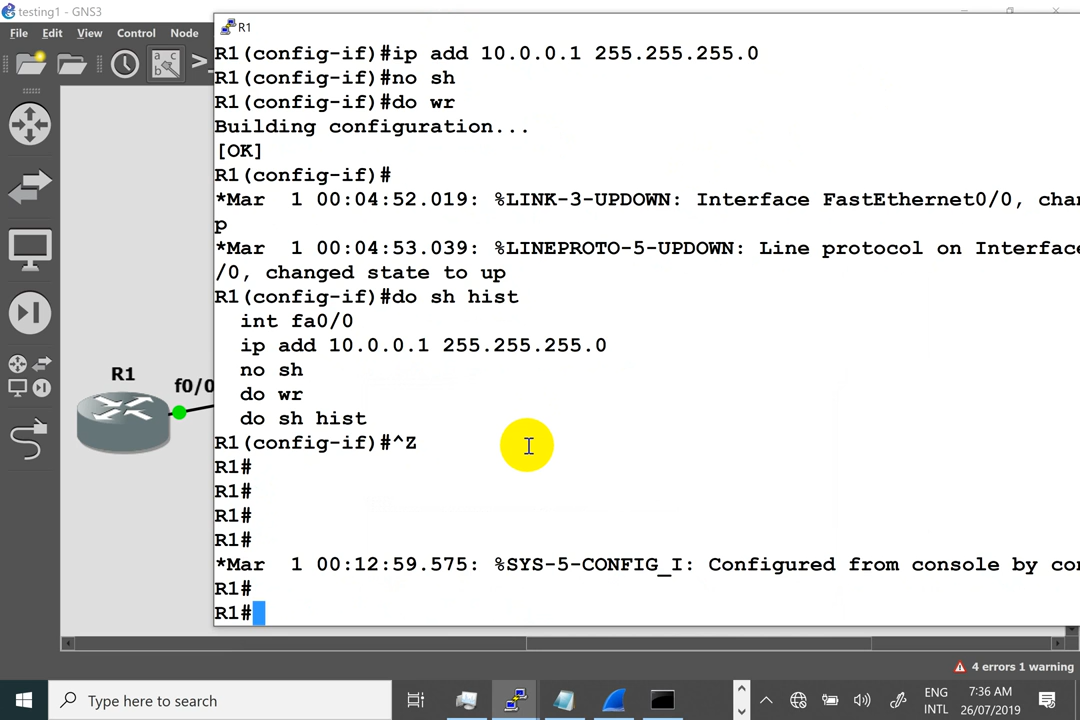 testing1 - GNS3
R1
File Edit View Control Node
a c
b
R1(config-if)#ip add 10.0.0.1 255.255.255.0
R1(config-if)#no sh
R1(config-if)#do wr
Building configuration...
[OK]
R1(config-if)#
*Mar  1 00:04:52.019: %LINK-3-UPDOWN: Interface FastEthernet0/0, chan
p
*Mar  1 00:04:53.039: %LINEPROTO-5-UPDOWN: Line protocol on Interface
/0, changed state to up
R1(config-if)#do sh hist
  int fa0/0
  ip add 10.0.0.1 255.255.255.0
  no sh
  do wr
  do sh hist
R1(config-if)#^Z
R1#
R1#
R1#
R1#
*Mar  1 00:12:59.575: %SYS-5-CONFIG_I: Configured from console by con
R1#
R1#
R1
f0/0
4 errors 1 warning
Type here to search
ENG
INTL
7:36 AM
26/07/2019